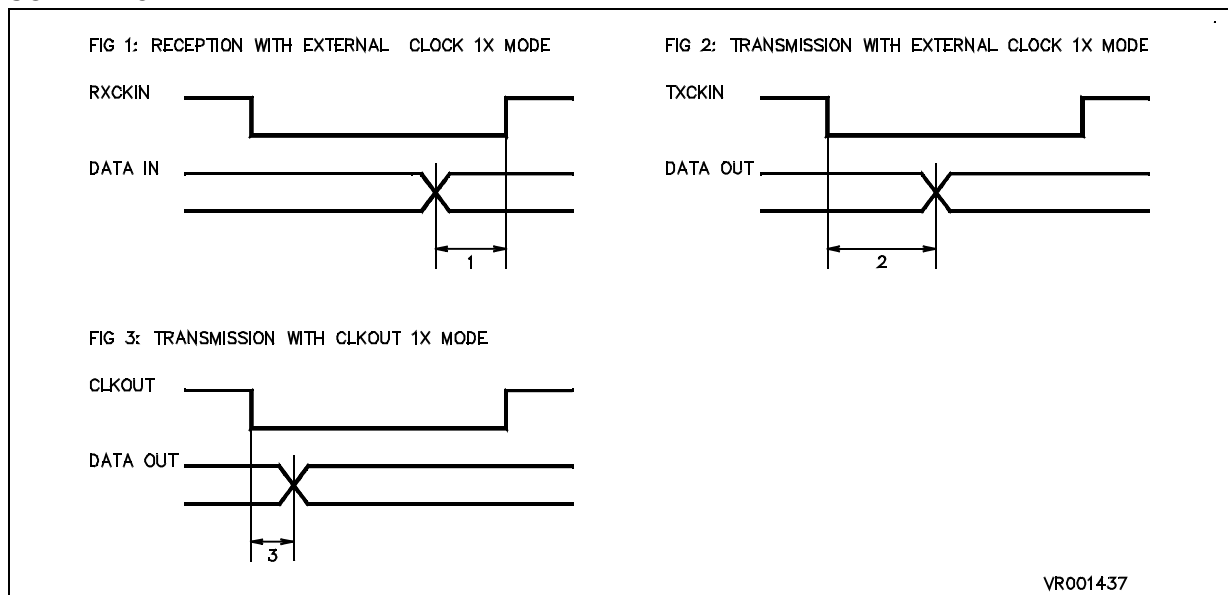 FIG 1: RECEPTION WITH EXTERNAL CLOCK 1X MODE
RXCKIN
DATA IN
1
FIG 2: TRANSMISSION WITH EXTERNAL CLOCK 1X MODE
TXCKIN
DATA OUT
2
FIG 3: TRANSMISSION WITH CLKOUT 1X MODE
CLKOUT
DATA OUT
3
VR001437